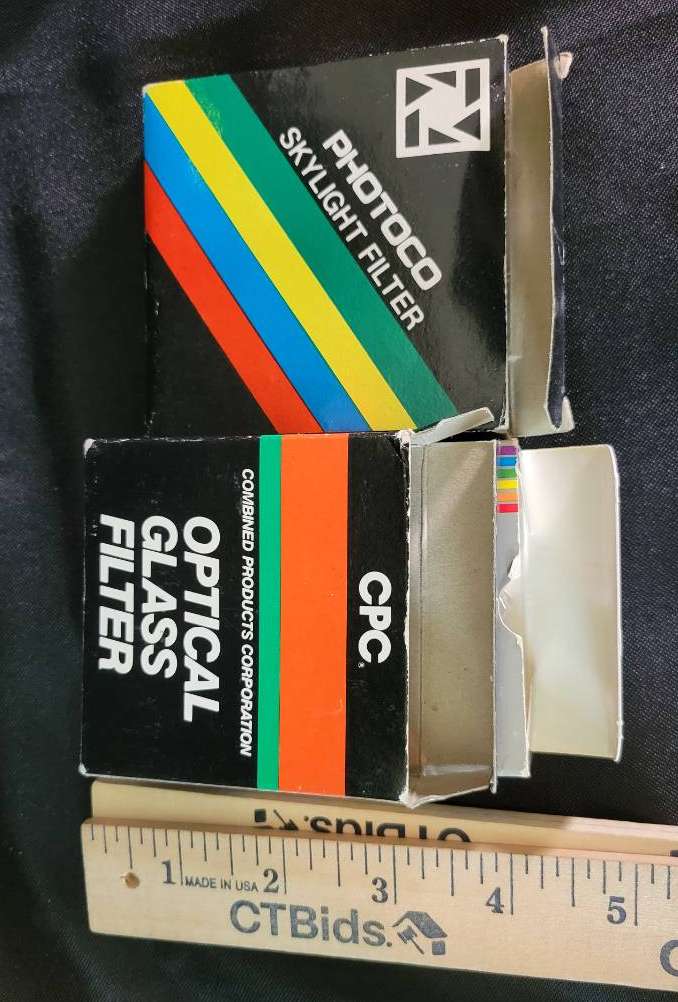 PHOTOCO
SKYLIGHT FILTER
CPC
COMBINED PRODUCTS CORPORATION
OPTICAL
GLASS
FILTER
CTBids.
1 2 3 4 5
MADE IN USA
CTBids.